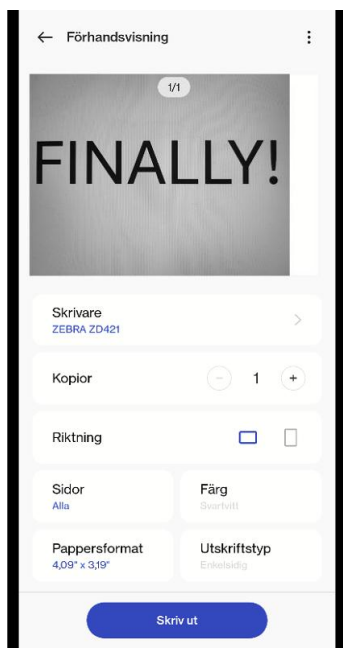 Förhandsvisning
1/1
FINALLY!
Skrivare
ZEBRA ZD421
Kopior
1
Riktning
Sidor
Alla
Färg
Svartvitt
Pappersformat
4,09" x 3,19"
Utskriftstyp
Enkelsidig
Skriv ut